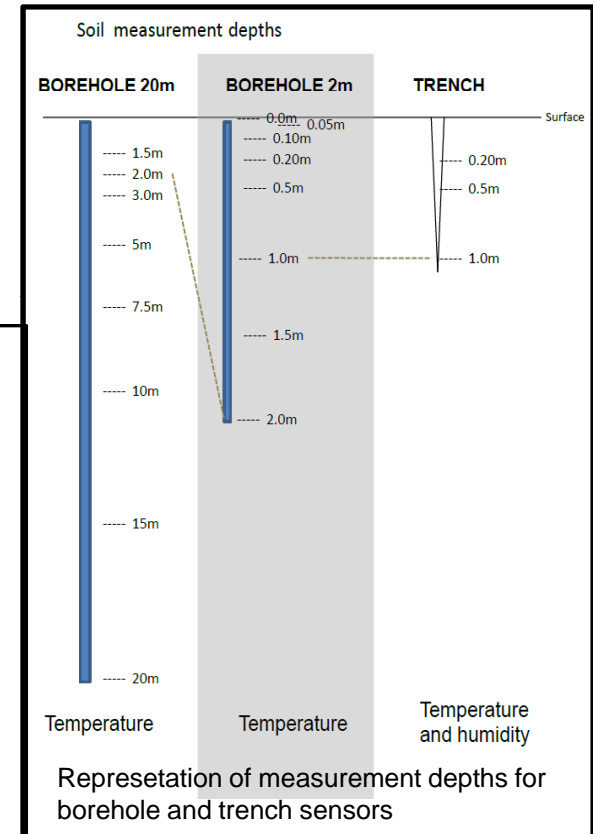 Soil measurement depths
BOREHOLE 20m
BOREHOLE 2m
TRENCH
Surface
----- 1.5m
----- 2.0m
----- 3.0m
----- 5m
----- 7.5m
----- 10m
----- 15m
----- 20m
----- 0.0m
----- 0.05m
----- 0.10m
----- 0.20m
----- 0.5m
----- 1.0m
----- 1.5m
----- 2.0m
----- 0.20m
----- 0.5m
----- 1.0m
Temperature
Temperature
Temperature
and humidity
Represetation of measurement depths for
borehole and trench sensors